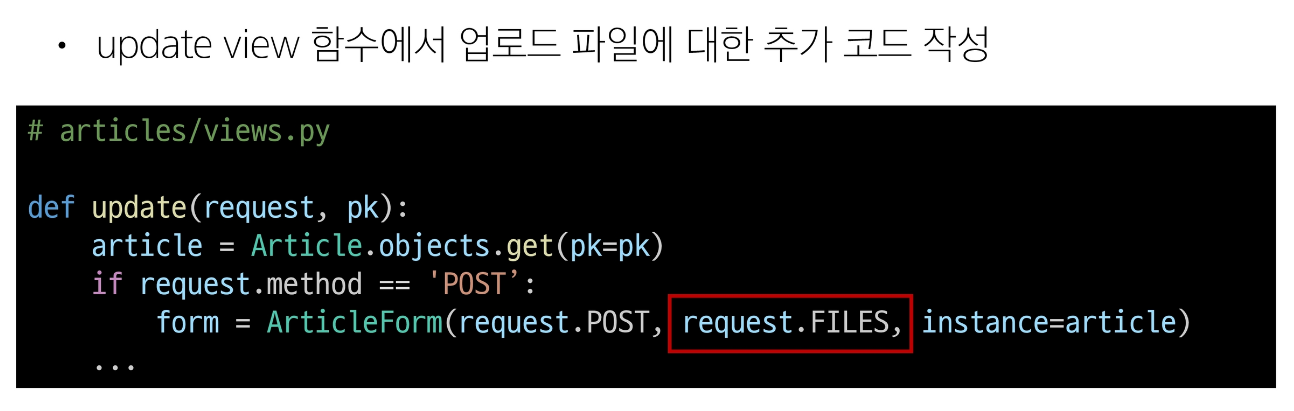 • update view 함수에서 업로드 파일에 대한 추가 코드 작성
# articles/views.py
def update(request, pk):
    article = Article.objects.get(pk=pk)
    if request.method == 'POST’:
        form = ArticleForm(request.POST, request.FILES, instance=article)
    ...